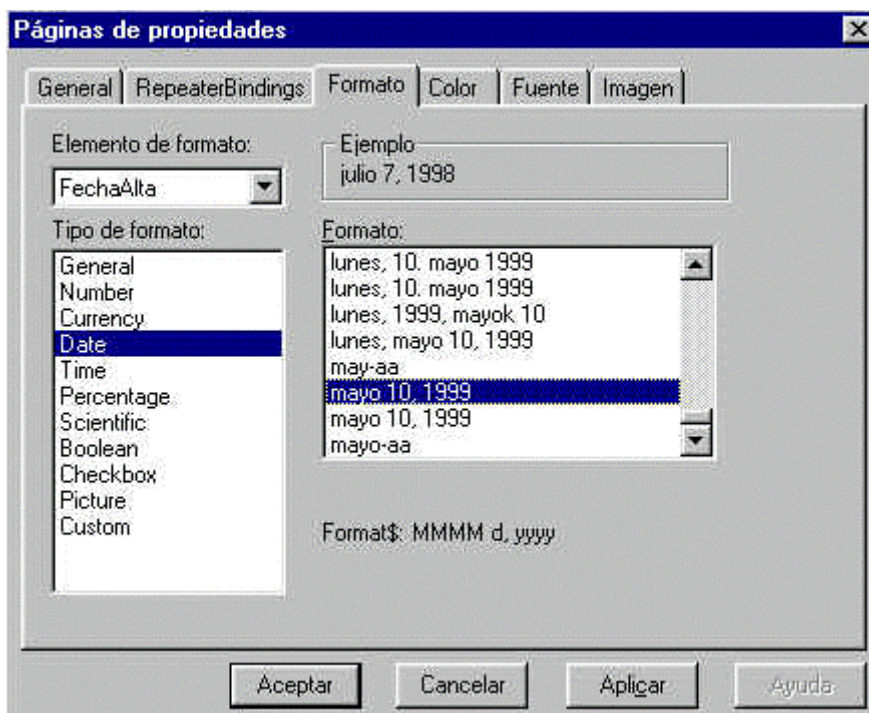 Páginas de propiedades
General RepeaterBindings Formato Color Fuente Imagen
Elemento de formato:
FechaAlta
Ejemplo
julio 7, 1998
Tipo de formato:
General
Number
Currency
Date
Time
Percentage
Scientific
Boolean
Checkbox
Picture
Custom
Formato:
lunes, 10. mayo 1999
lunes, 10. mayo 1999
lunes, 1999, mayok 10
lunes, mayo 10, 1999
may-aa
mayo 10, 1999
mayo 10, 1999
mayo-aa
Format$: MMMM d, yyyy
Aceptar Cancelar Aplicar Ayuda